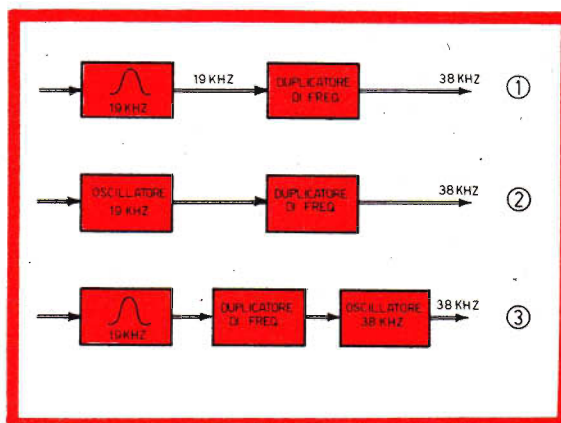 19 KHZ
19 KHZ
DUPLICATORE
DI FREQ.
38 KHZ
1
OSCILLATORE
19 KHZ
DUPLICATORE
DI FREQ.
38 KHZ
2
19 KHZ
DUPLICATORE
DI FREQ.
OSCILLATORE
38 KHZ
38 KHZ
3